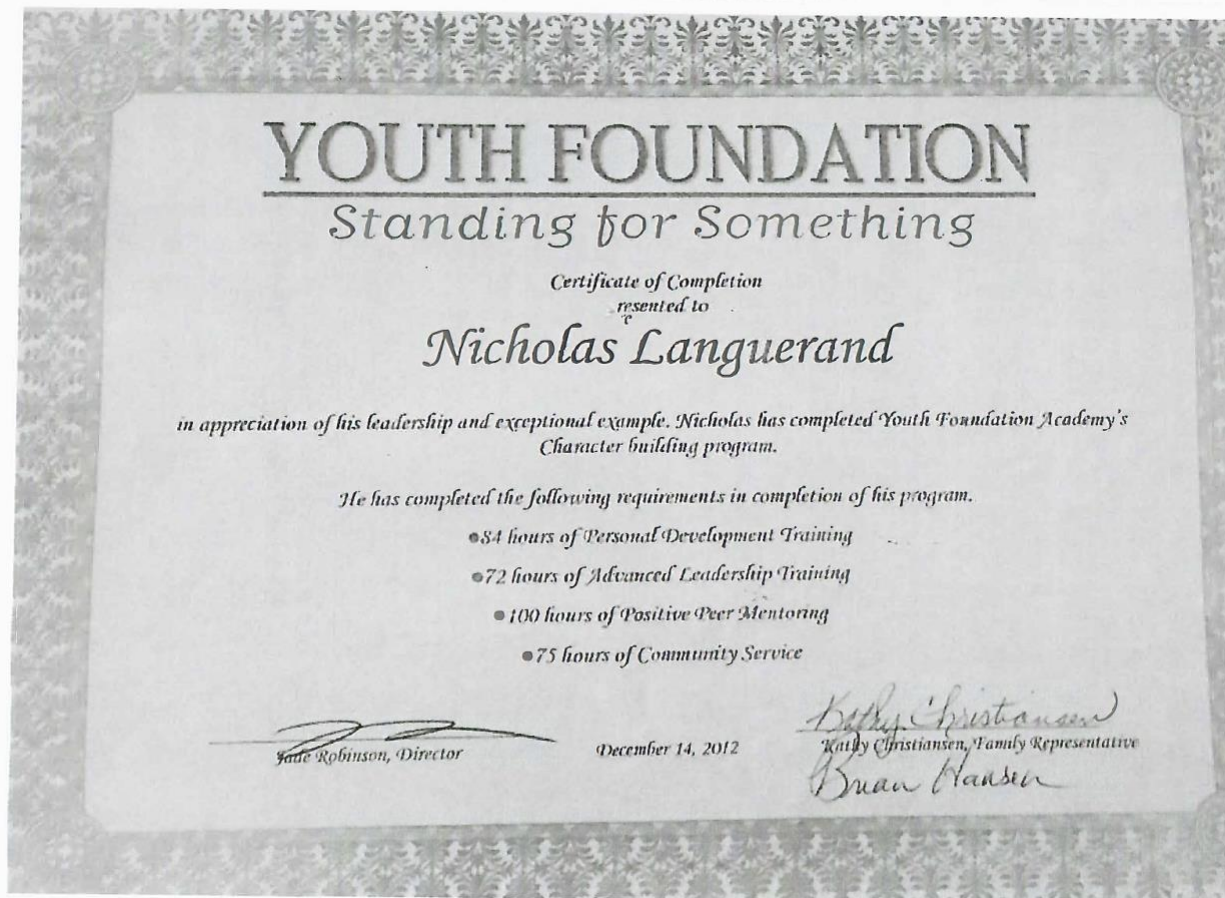 YOUTH FOUNDATION
Standing for Something
Certificate of Completion
resented to
Nicholas Languerand
in appreciation of his leadership and exceptional example. Nicholas has completed Youth Foundation Academy's
Character building program.
He has completed the following requirements in completion of his program.
●84 hours of Personal Development Training
●72 hours of Advanced Leadership Training
●100 hours of Positive Peer Mentoring
●75 hours of Community Service
Kathy Christiansen
Jade Robinson, Director December 14, 2012 Kathy Christiansen, Family Representative
Brian Hansen